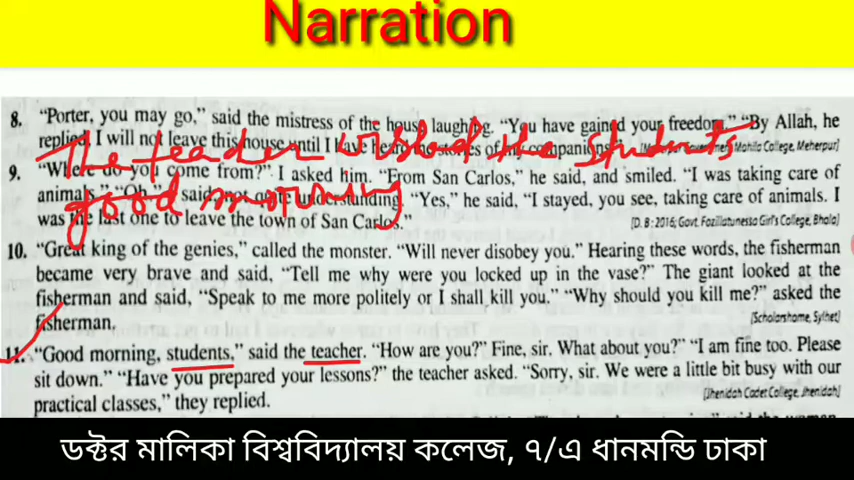 Narration
8. "Porter, you may go," said the mistress of the house laughing. "You have gained your freedom." "By Allah, he
replied, I will not leave this house until I have heard the stories of my companions." Mohila College, Meherpur]
The teacher wished the students
9. "Where do you come from?" I asked him. "From San Carlos," he said, and smiled. "I was taking care of
animals." "Oh," I said, not quite understanding. "Yes," he said, "I stayed, you see, taking care of animals. I
good morning
was the last one to leave the town of San Carlos." [D. B: 2016; Govt. Fazilatunessa Girl's College, Bhola]
10. "Great king of the genies," called the monster. "Will never disobey you." Hearing these words, the fisherman
became very brave and said, "Tell me why were you locked up in the vase?" The giant looked at the
fisherman and said, "Speak to me more politely or I shall kill you." "Why should you kill me?" asked the
fisherman. [Scholarshome, Sylhet]
11. "Good morning, students," said the teacher. "How are you?" Fine, sir. What about you?" "I am fine too. Please
sit down." "Have you prepared your lessons?" the teacher asked. "Sorry, sir. We were a little bit busy with our
practical classes," they replied. [Jhenidah Cadet College, Jhenidah]
ডক্টর মালিকা বিশ্ববিদ্যালয় কলেজ, ৭/এ ধানমন্ডি ঢাকা